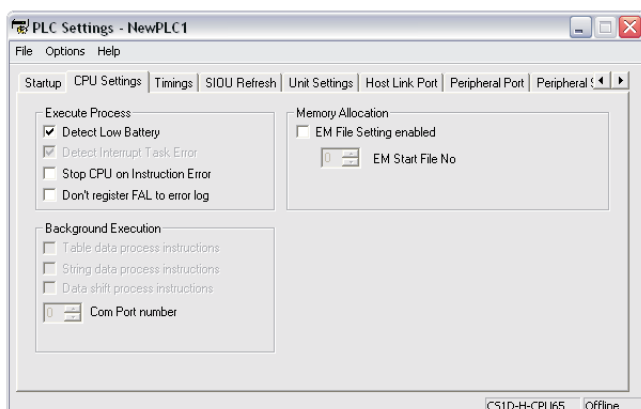 PLC Settings - NewPLC1
File Options Help
Startup CPU Settings Timings SIOU Refresh Unit Settings Host Link Port Peripheral Port Peripheral
Execute Process
Detect Low Battery
Detect Interrupt Task Error
Stop CPU on Instruction Error
Don't register FAL to error log
Memory Allocation
EM File Setting enabled
0 EM Start File No
Background Execution
Table data process instructions
String data process instructions
Data shift process instructions
0 Com Port number
CS1D-H-CPU65 Offline